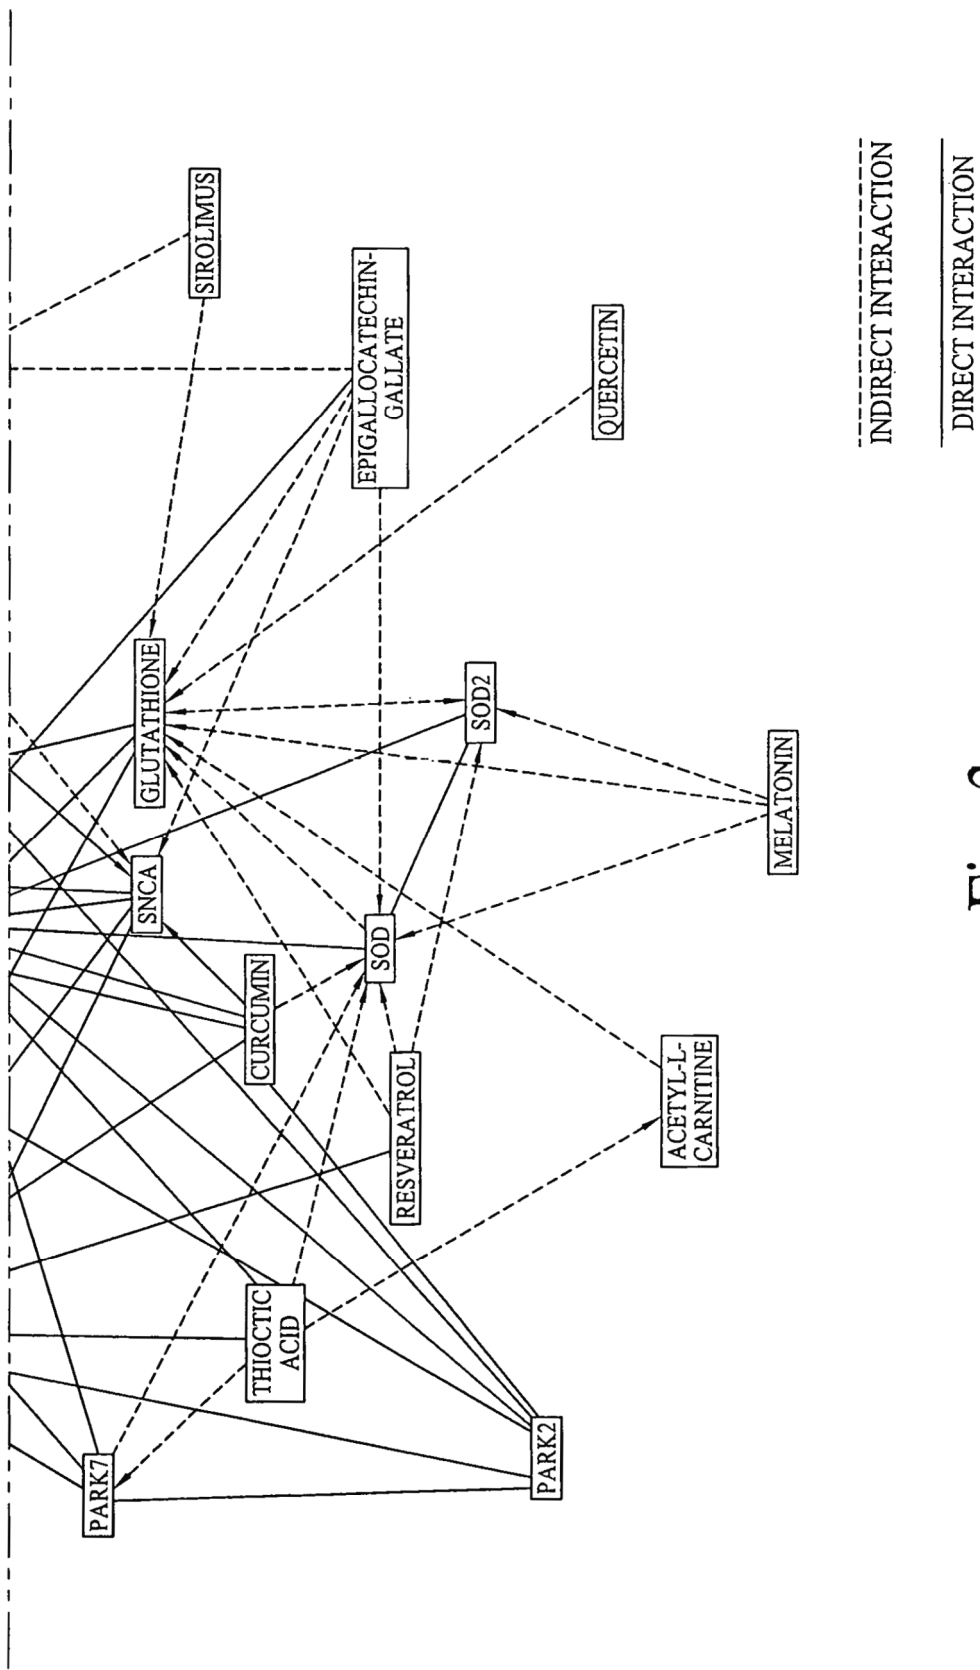 PARK7
SNCA
GLUTATHIONE
SIROLIMUS
THIOCTIC
ACID
CURCUMIN
SOD
EPIGALLOCATECHIN-
GALLATE
RESVERATROL
SOD2
PARK2
QUERCETIN
ACETYL-L-
CARNITINE
MELATONIN
INDIRECT INTERACTION
DIRECT INTERACTION